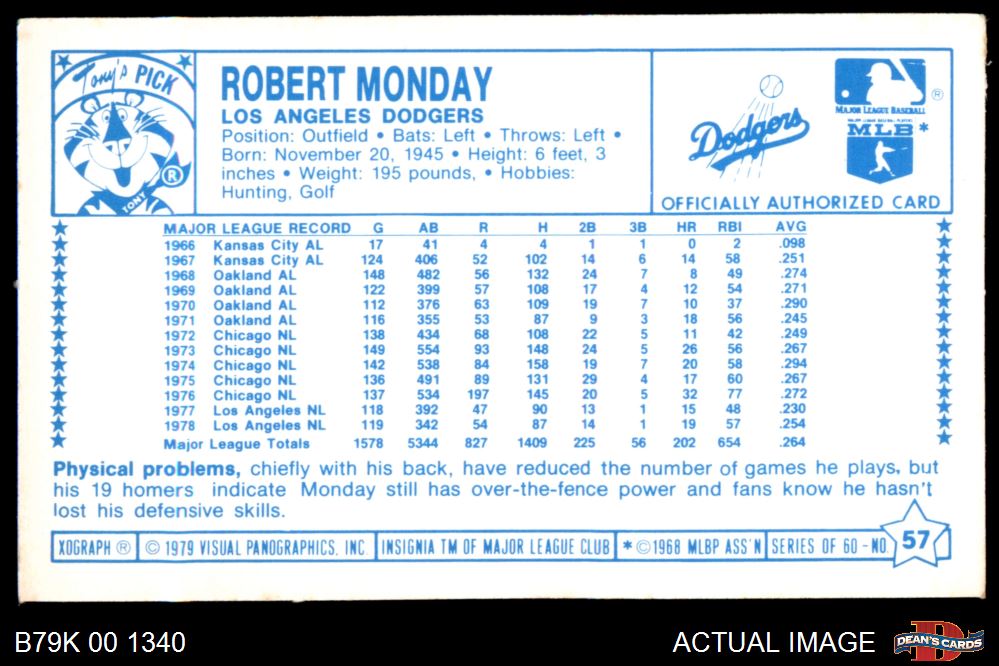 Tony's PICK
TONY
®
ROBERT MONDAY
LOS ANGELES DODGERS
Position: Outfield • Bats: Left • Throws: Left •
Born: November 20, 1945 • Height: 6 feet, 3
inches • Weight: 195 pounds, • Hobbies:
Hunting, Golf
Dodgers
®
MAJOR LEAGUE BASEBALL
MAJOR LEAGUE BASEBALL PLAYERS
MLB*
OFFICIALLY AUTHORIZED CARD
MAJOR LEAGUE RECORD G AB R H 2B 3B HR RBI AVG
1966 Kansas City AL 17 41 4 4 1 1 0 2 .098
1967 Kansas City AL 124 406 52 102 14 6 14 58 .251
1968 Oakland AL 148 482 56 132 24 7 8 49 .274
1969 Oakland AL 122 399 57 108 17 4 12 54 .271
1970 Oakland AL 112 376 63 109 19 7 10 37 .290
1971 Oakland AL 116 355 53 87 9 3 18 56 .245
1972 Chicago NL 138 434 68 108 22 5 11 42 .249
1973 Chicago NL 149 554 93 148 24 5 26 56 .267
1974 Chicago NL 142 538 84 158 19 7 20 58 .294
1975 Chicago NL 136 491 89 131 29 4 17 60 .267
1976 Chicago NL 137 534 197 145 20 5 32 77 .272
1977 Los Angeles NL 118 392 47 90 13 1 15 48 .230
1978 Los Angeles NL 119 342 54 87 14 1 19 57 .254
Major League Totals 1578 5344 827 1409 225 56 202 654 .264
Physical problems, chiefly with his back, have reduced the number of games he plays, but
his 19 homers indicate Monday still has over-the-fence power and fans know he hasn't
lost his defensive skills.
XOGRAPH ® © 1979 VISUAL PANOGRAPHICS, INC. INSIGNIA TM OF MAJOR LEAGUE CLUB * © 1968 MLBP ASS'N SERIES OF 60 - NO. 57
B79K 00 1340
ACTUAL IMAGE
DEAN'S CARDS